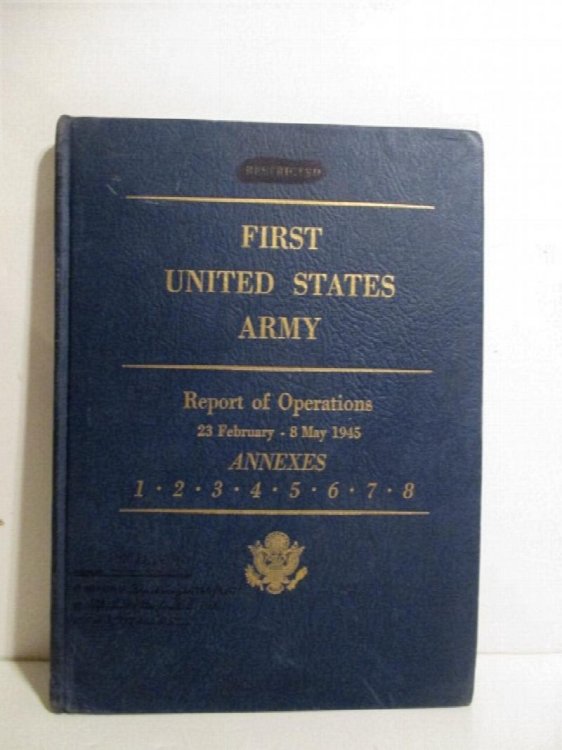 RESTRICTED
FIRST
UNITED STATES
ARMY
Report of Operations
23 February - 8 May 1945
ANNEXES
1 · 2 · 3 · 4 · 5 · 6 · 7 · 8